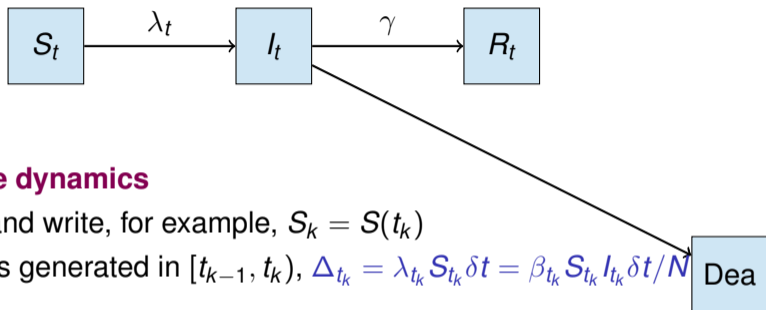 λ_t γ
S_t I_t R_t
dynamics
and write, for example, S_k = S(t_k)
generated in [t_{k−1}, t_k), Δ_{t_k} = λ_{t_k} S_{t_k} δt = β_{t_k} S_{t_k} I_{t_k} δt/N
Dea